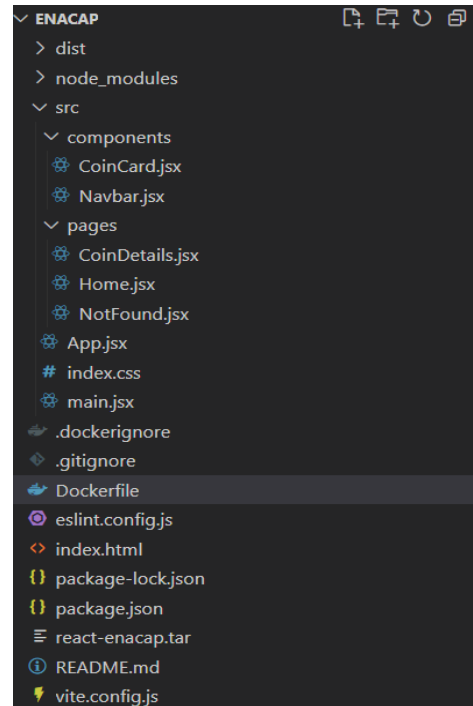 ENACAP
dist
node_modules
src
components
CoinCard.jsx
Navbar.jsx
pages
CoinDetails.jsx
Home.jsx
NotFound.jsx
App.jsx
# index.css
main.jsx
.dockerignore
.gitignore
Dockerfile
eslint.config.js
<> index.html
{} package-lock.json
{} package.json
react-enacap.tar
README.md
vite.config.js